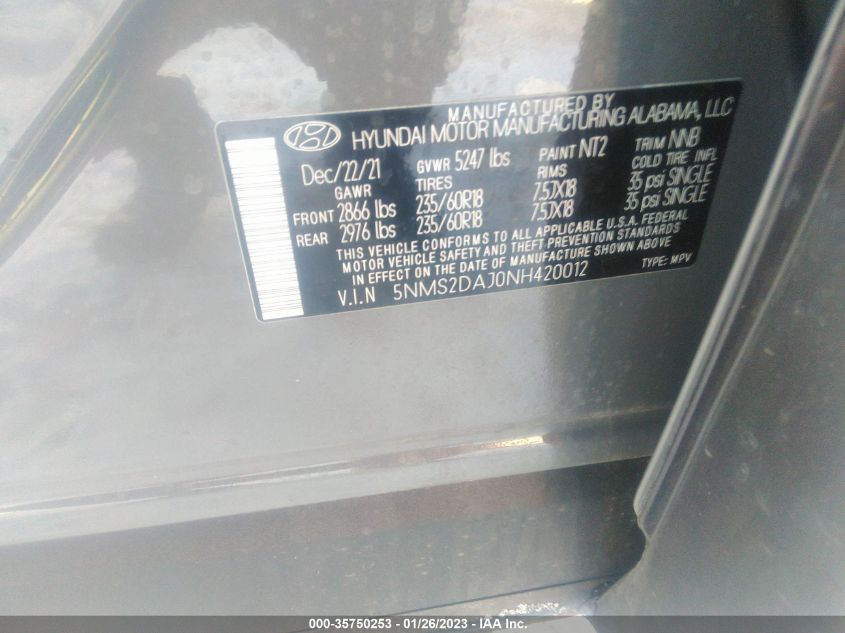 MANUFACTURED BY
HYUNDAI MOTOR MANUFACTURING ALABAMA, LLC
Dec/22/21 GVWR 5247 lbs PAINT NT2 TRIM NNB
GAWR TIRES RIMS COLD TIRE INFL
FRONT 2866 lbs 235/60R18 7.5JX18 35 psi SINGLE
REAR 2976 lbs 235/60R18 7.5JX18 35 psi SINGLE
THIS VEHICLE CONFORMS TO ALL APPLICABLE U.S.A. FEDERAL
MOTOR VEHICLE SAFETY AND THEFT PREVENTION STANDARDS
IN EFFECT ON THE DATE OF MANUFACTURE SHOWN ABOVE
V.I.N 5NMS2DAJ0NH420012 TYPE: MPV
000-35750253 - 01/26/2023 - IAA Inc.